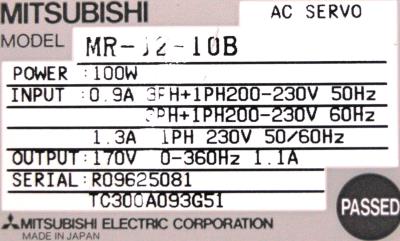 MITSUBISHI
AC SERVO
MODEL MR-J2-10B
POWER : 100W
INPUT : 0.9A 3PH+1PH200-230V 50Hz
3PH+1PH200-230V 60Hz
1.3A 1PH 230V 50/60Hz
OUTPUT: 170V 0-360Hz 1.1A
SERIAL: R09625081
TC300A093G51
PASSED
MITSUBISHI ELECTRIC CORPORATION
MADE IN JAPAN